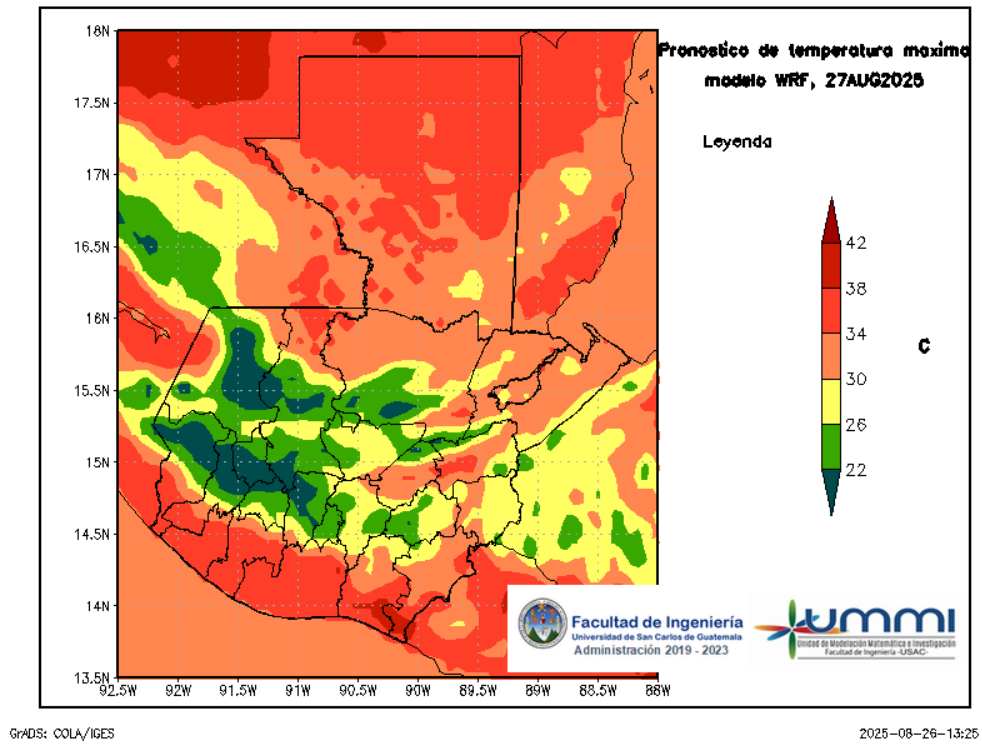 Pronostico de temperatura maxima
modelo WRF, 27AUG2025
Leyenda
42
38
34
30
26
22
C
18N
17.5N
17N
16.5N
16N
15.5N
15N
14.5N
14N
13.5N
92.5W
92W
91.5W
91W
90.5W
90W
89.5W
89W
88.5W
88W
Facultad de Ingeniería
Universidad de San Carlos de Guatemala
Administración 2019 - 2023
ummi
Unidad de Modelación Matemática e Investigación
Facultad de Ingeniería -USAC-
GrADS: COLA/IGES
2025-08-26-13:25